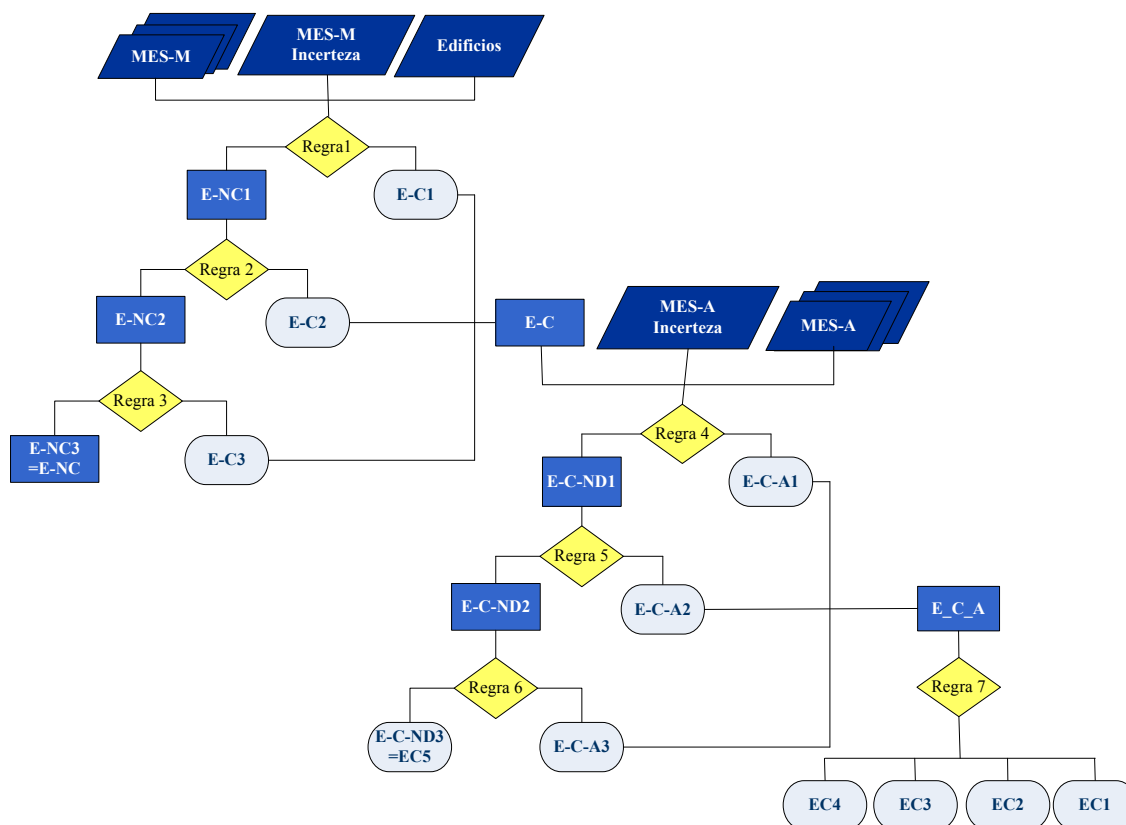 MES-M
MES-M
Incerteza
Edificios
Regra1
E-NC1
E-C1
Regra 2
E-NC2
E-C2
E-C
MES-A
Incerteza
MES-A
Regra 3
E-NC3
=E-NC
E-C3
Regra 4
E-C-ND1
E-C-A1
Regra 5
E-C-ND2
E-C-A2
E_C_A
Regra 6
Regra 7
E-C-ND3
=EC5
E-C-A3
EC4
EC3
EC2
EC1